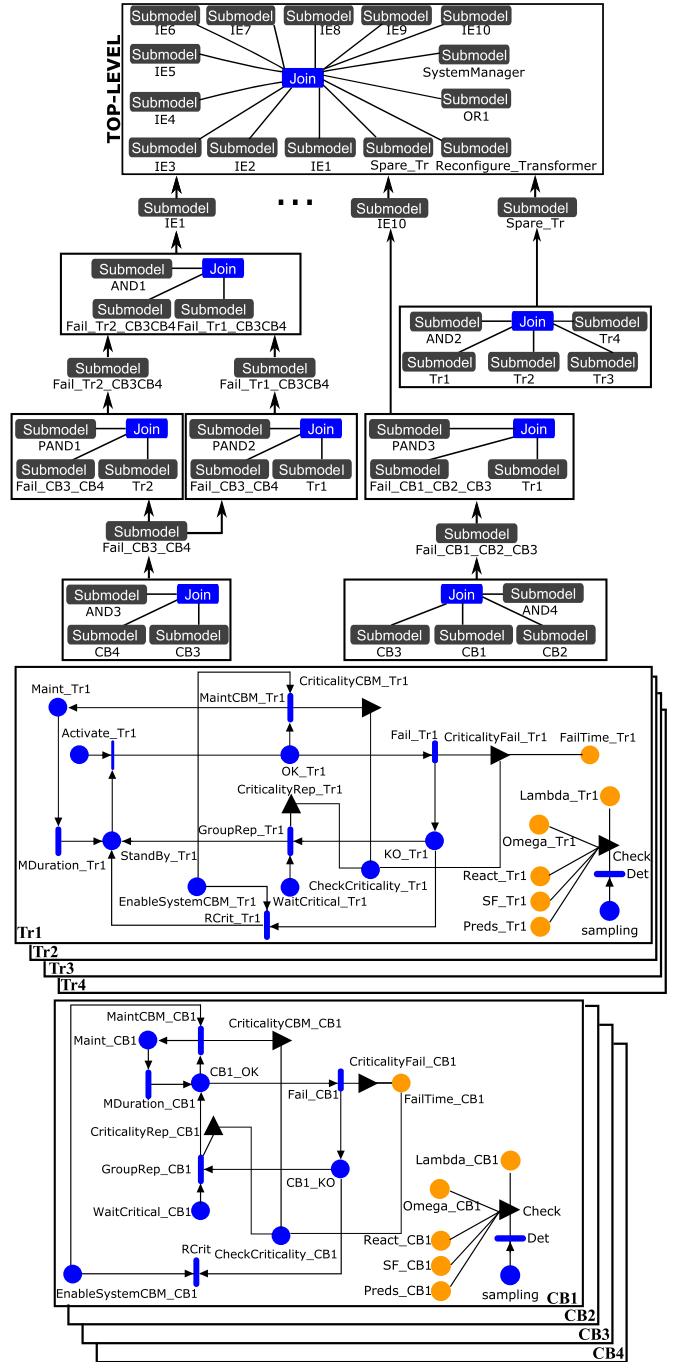 Submodel Submodel Submodel Submodel Submodel
IE6 IE7 IE8 IE9 IE10
Submodel Submodel
IE5 SystemManager
Join
Submodel Submodel
IE4 OR1
TOP-LEVEL
Submodel Submodel Submodel Submodel Submodel
IE3 IE2 IE1 Spare_Tr Reconfigure_Transformer
Submodel ... Submodel Submodel
IE1 IE10 Spare_Tr
Submodel Join
AND1
Submodel Submodel
Fail_Tr2_CB3CB4 Fail_Tr1_CB3CB4
Submodel Join Submodel
AND2 Tr4
Submodel Submodel Submodel
Tr1 Tr2 Tr3
Submodel Submodel
Fail_Tr2_CB3CB4 Fail_Tr1_CB3CB4
Submodel Join Submodel Join Submodel Join
PAND1 PAND2 PAND3
Submodel Submodel Submodel Submodel Submodel Submodel
Fail_CB3_CB4 Tr2 Fail_CB3_CB4 Tr1 Fail_CB1_CB2_CB3 Tr1
Submodel Submodel
Fail_CB3_CB4 Fail_CB1_CB2_CB3
Submodel Join Join Submodel
AND3 AND4
Submodel Submodel Submodel Submodel Submodel
CB4 CB3 CB3 CB1 CB2
Maint_Tr1 MaintCBM_Tr1 CriticalityCBM_Tr1
Activate_Tr1 Fail_Tr1 CriticalityFail_Tr1 FailTime_Tr1
OK_Tr1
CriticalityRep_Tr1 Lambda_Tr1
GroupRep_Tr1 Omega_Tr1
MDuration_Tr1 StandBy_Tr1 KO_Tr1 Check
React_Tr1 Det
EnableSystemCBM_Tr1 WaitCritical_Tr1 CheckCriticality_Tr1
SF_Tr1
RCrit_Tr1
Preds_Tr1 sampling
Tr1
Tr2
Tr3
Tr4
MaintCBM_CB1 CriticalityCBM_CB1
Maint_CB1
CB1_OK CriticalityFail_CB1
MDuration_CB1 Fail_CB1 FailTime_CB1
CriticalityRep_CB1
Lambda_CB1
GroupRep_CB1
CB1_KO
Omega_CB1
WaitCritical_CB1 Check
React_CB1 Det
RCrit CheckCriticality_CB1
SF_CB1
EnableSystemCBM_CB1 Preds_CB1 sampling
CB1
CB2
CB3
CB4